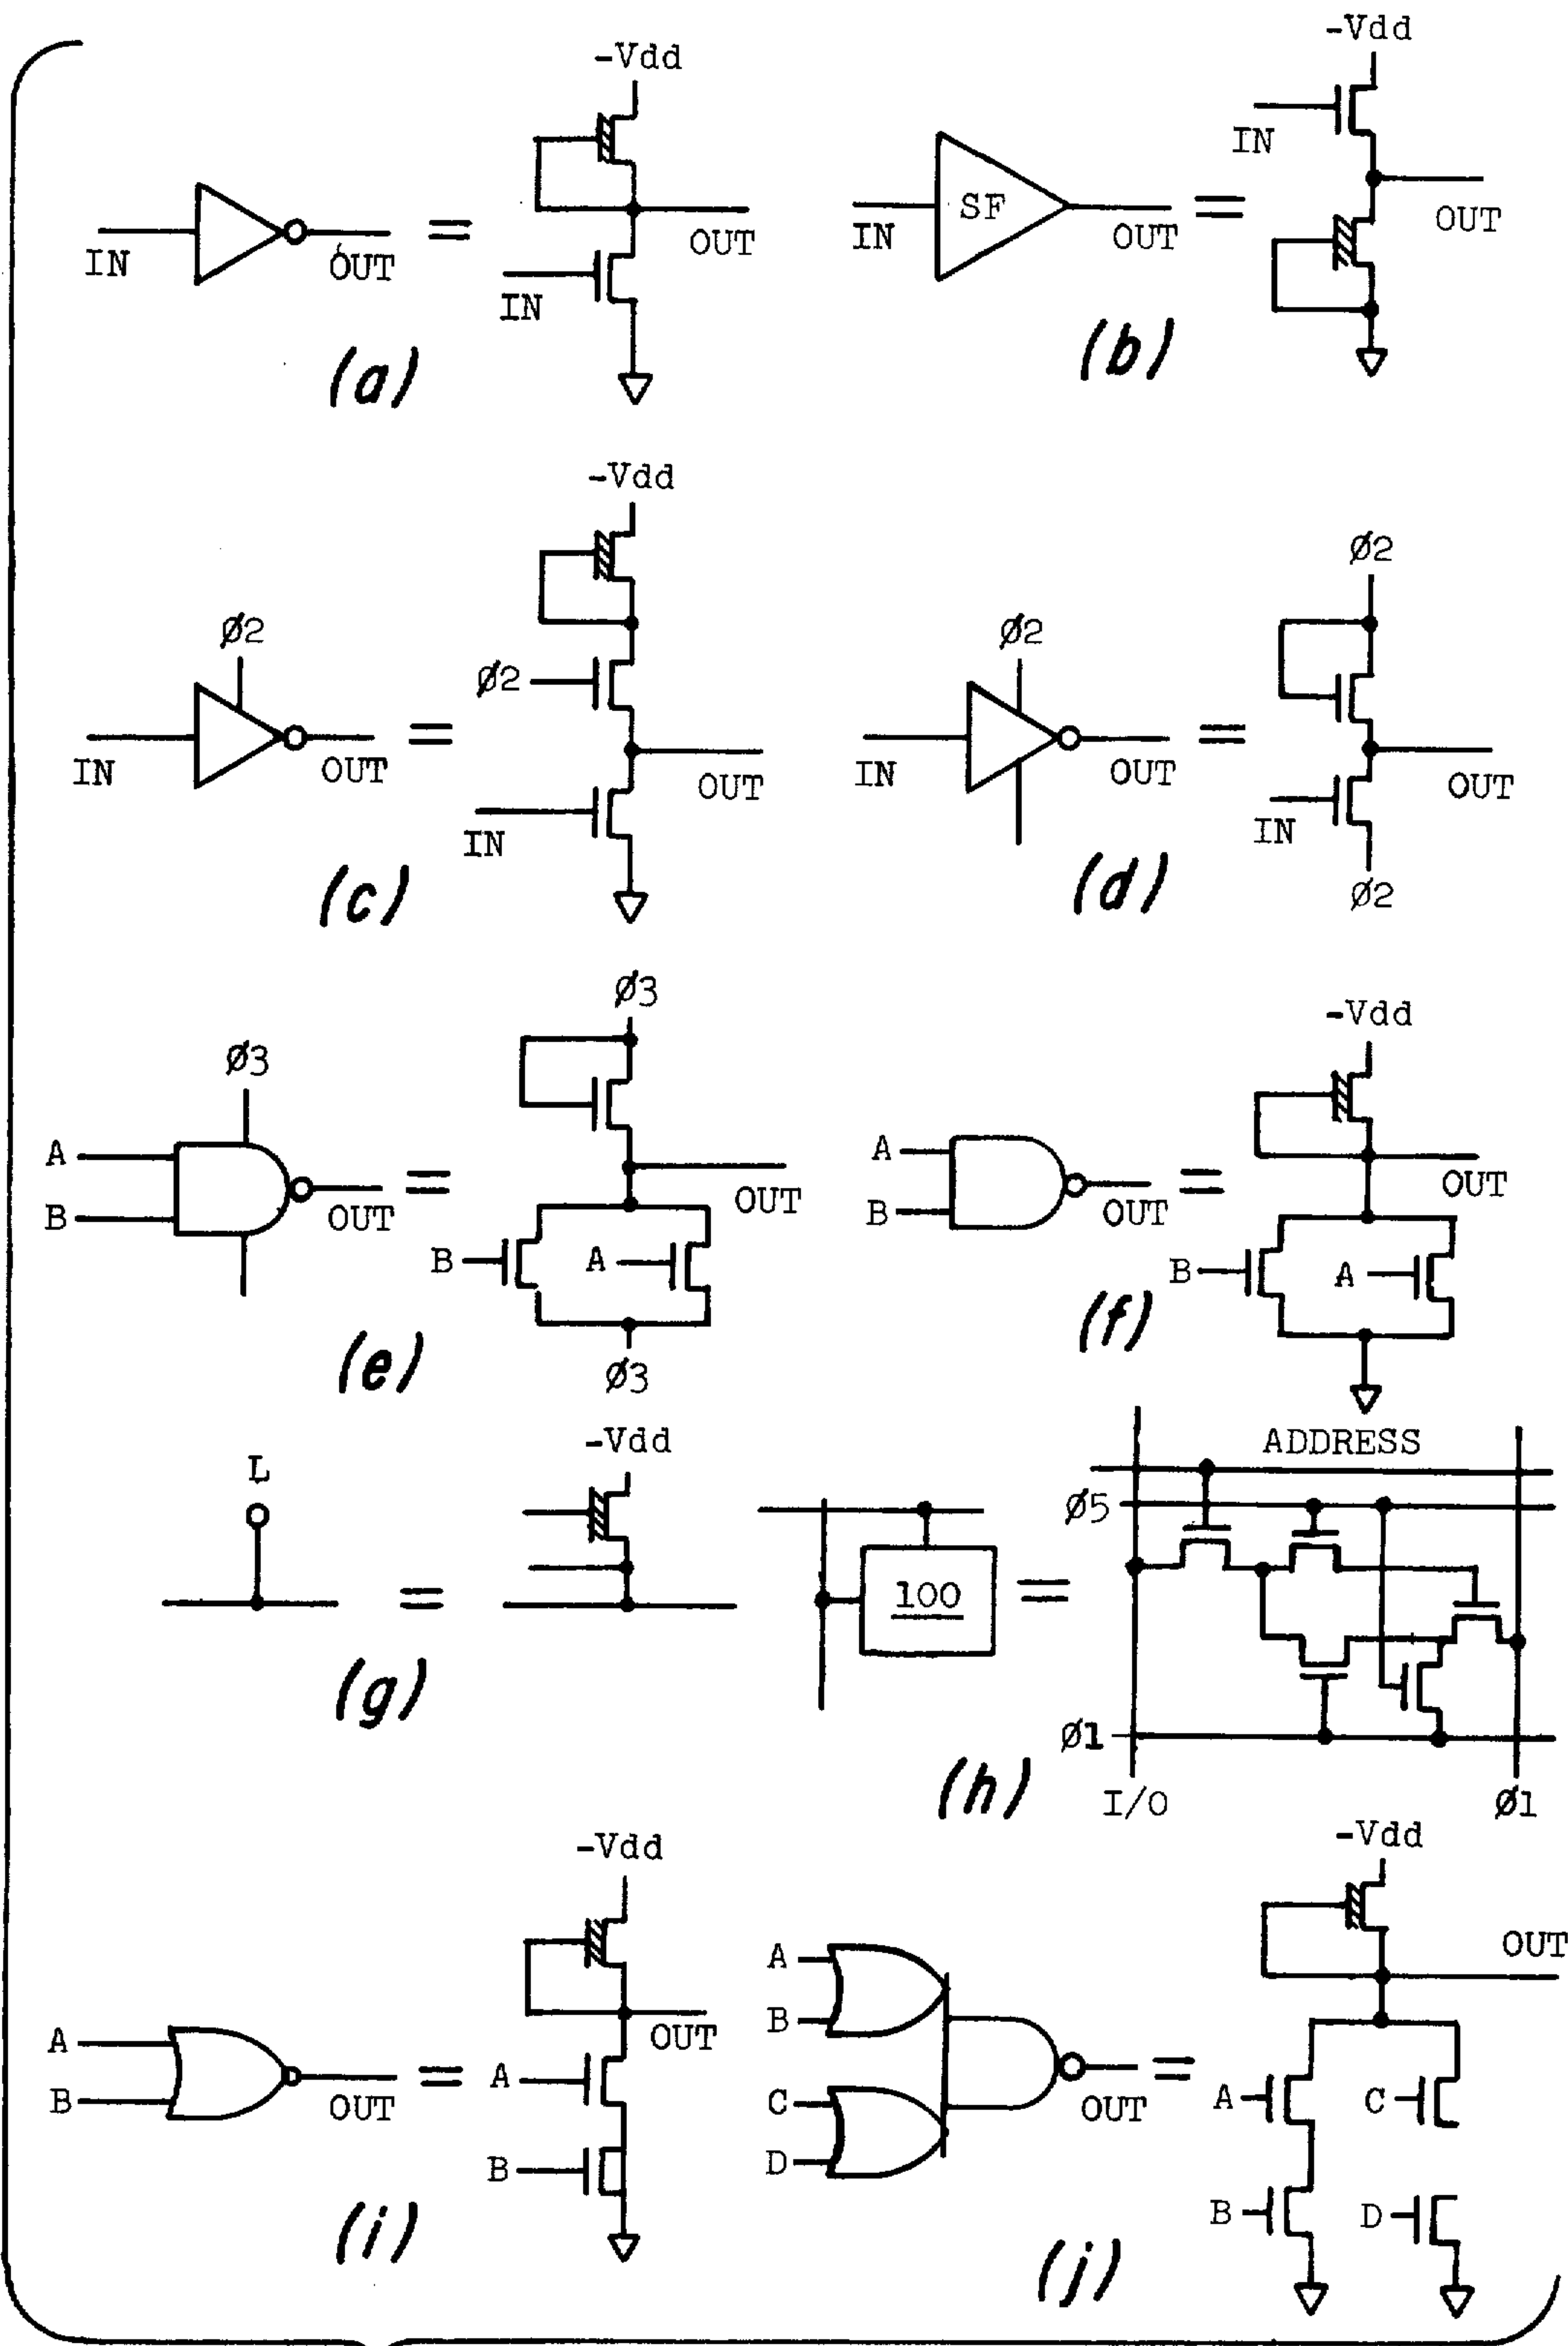 -Vdd
IN
OUT
=
IN
OUT
(a)
-Vdd
IN
SF
IN
OUT
=
OUT
(b)
-Vdd
Ø2
Ø2
IN
OUT
=
OUT
IN
(c)
Ø2
Ø2
IN
OUT
=
OUT
IN
Ø2
(d)
Ø3
Ø3
A
B
OUT
=
OUT
B
A
Ø3
(e)
-Vdd
A
B
OUT
=
OUT
B
A
(f)
L
=
-Vdd
(g)
100
=
ADDRESS
Ø5
Ø1
I/O
Ø1
(h)
-Vdd
A
B
OUT
=
OUT
A
B
(i)
-Vdd
A
B
C
D
OUT
=
OUT
A
C
B
D
(j)